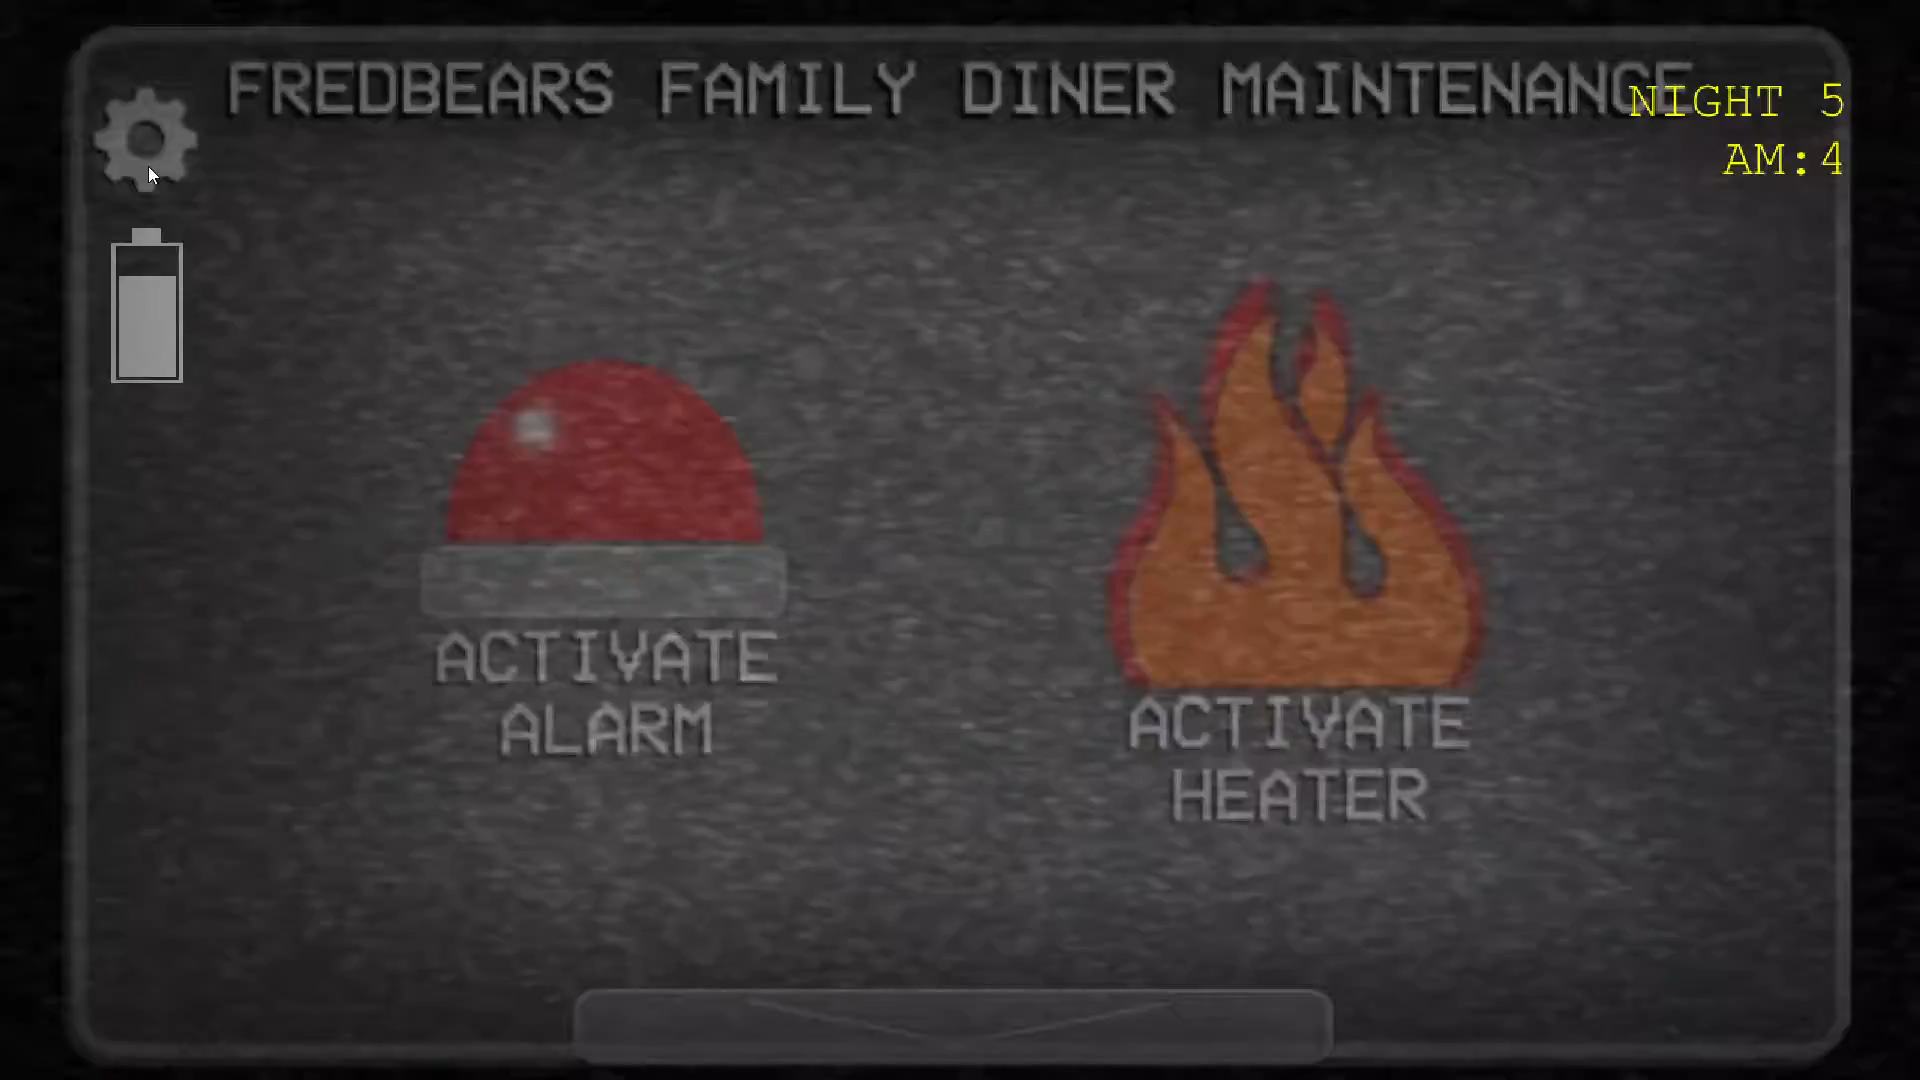 FREDBEARS FAMILY DINER MAINTENANCE
NIGHT 5
AM:4
ACTIVATE
ALARM
ACTIVATE
HEATER